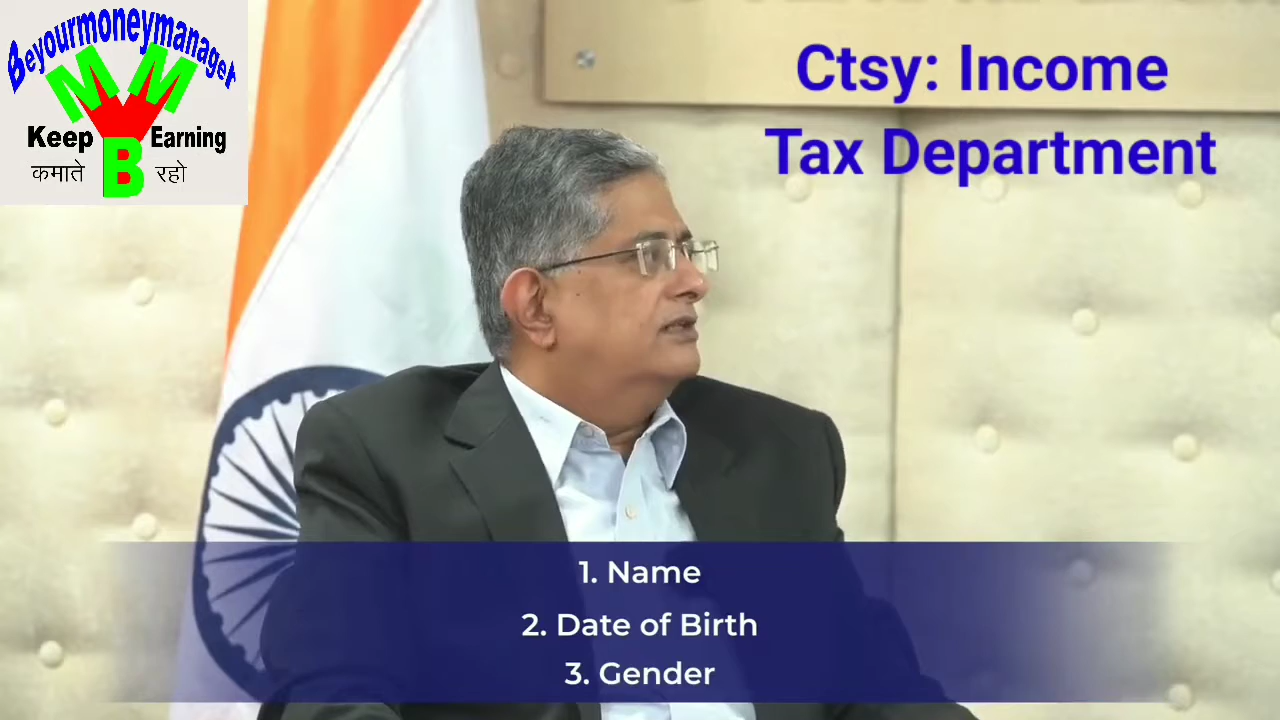 Beyourmoneymanager
MMB
Keep Earning
कमाते रहो
Ctsy: Income
Tax Department
1. Name
2. Date of Birth
3. Gender